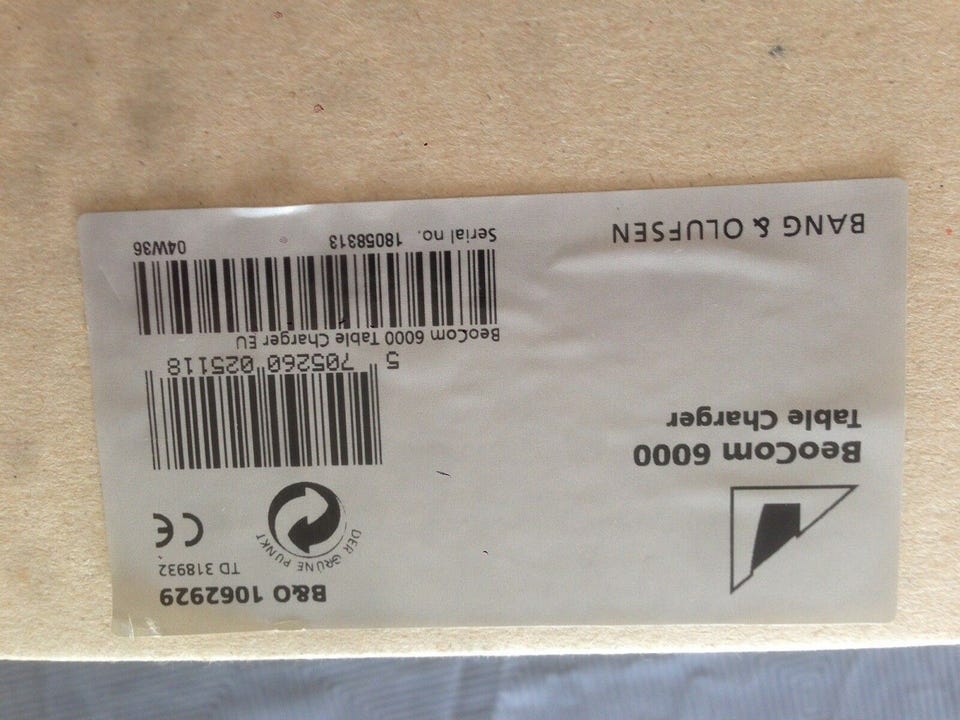 B&O 1062929
TD 318932
CE
DER GRÜNE PUNKT
5 705260 025118
BeoCom 6000 Table Charger EU
Serial no. 18058313 04W36
BeoCom 6000
Table Charger
BANG & OLUFSEN